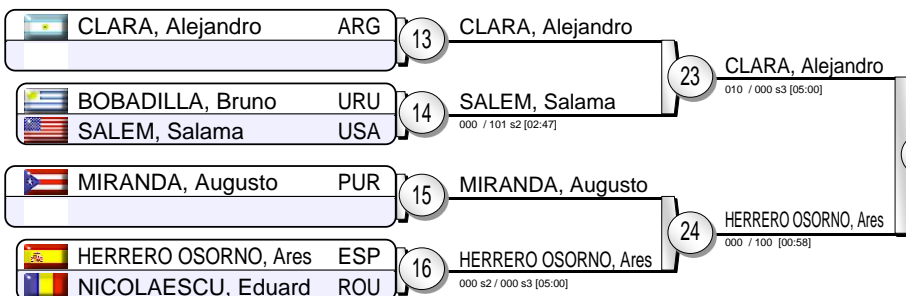 CLARA, Alejandro ARG
13
CLARA, Alejandro
BOBADILLA, Bruno URU
SALEM, Salama USA
14
SALEM, Salama
000 / 101 s2 [02:47]
23
CLARA, Alejandro
010 / 000 s3 [05:00]
MIRANDA, Augusto PUR
15
MIRANDA, Augusto
HERRERO OSORNO, Ares ESP
NICOLAESCU, Eduard ROU
16
HERRERO OSORNO, Ares
000 s2 / 000 s3 [05:00]
24
HERRERO OSORNO, Ares
000 / 100 [00:58]